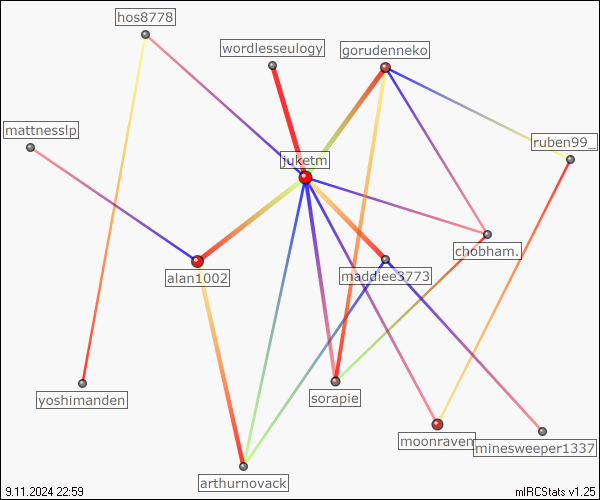 hos8778
wordlesseulogy
gorudenneko
mattnesslp
ruben99_
juketm
chobham.
alan1002
maddiee3773
yoshimanden
sorapie
moonraven
minesweeper1337
arthurnovack
9.11.2024 22:59
mIRCStats v1.25